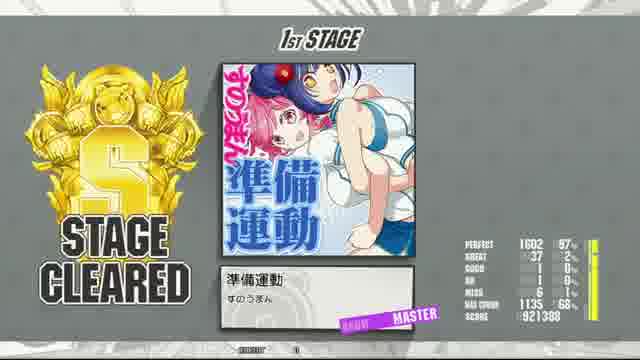 1ST STAGE
すのうまん
準備
運動
S
STAGE
CLEARED
準備運動
すのうまん
MASTER
PERFECT 1602 97%
GREAT 37 2%
GOOD 1 0%
1 0%
MISS 6 1%
MAX COMBO 1135 68%
SCORE 921388